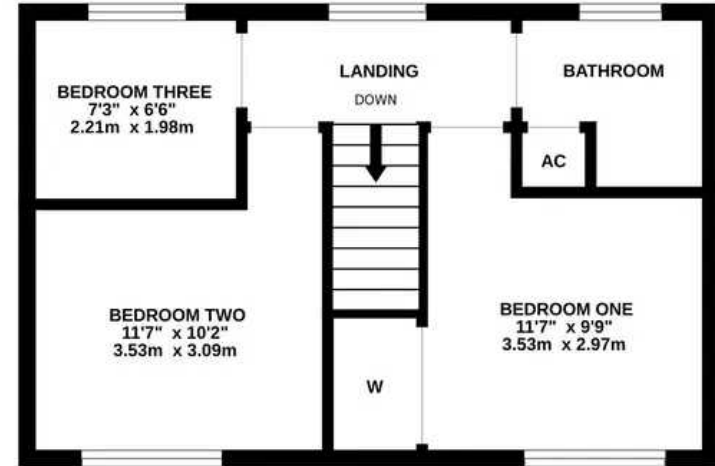 BEDROOM THREE
7'3" x 6'6"
2.21m x 1.98m
LANDING
DOWN
BATHROOM
AC
BEDROOM TWO
11'7" x 10'2"
3.53m x 3.09m
W
BEDROOM ONE
11'7" x 9'9"
3.53m x 2.97m